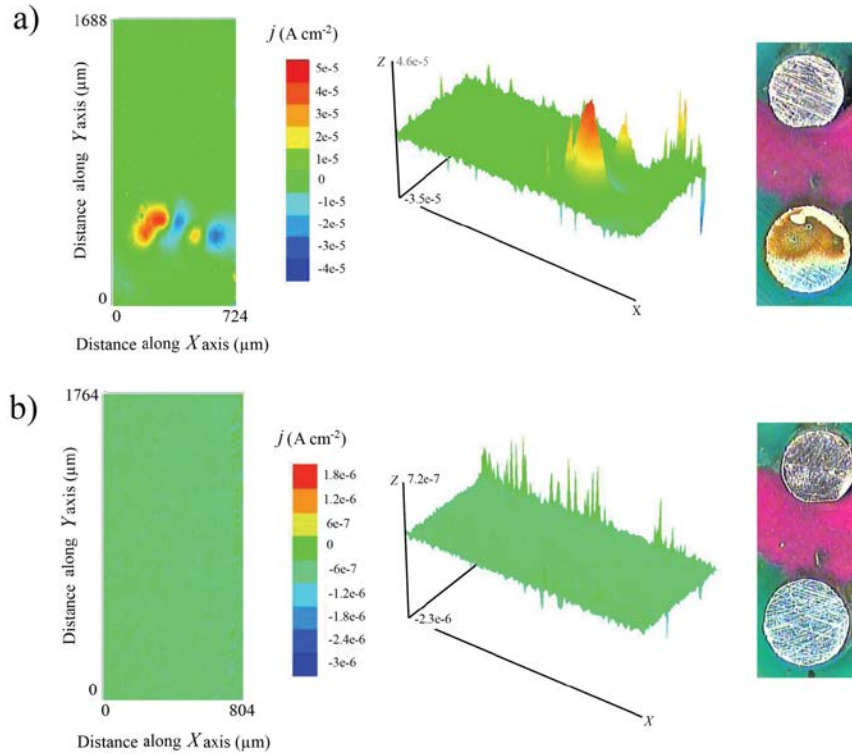 a)
1688
Distance along Y axis (µm)
0
0
724
Distance along X axis (µm)
j (A cm-2)
5e-5
4e-5
3e-5
2e-5
1e-5
0
-1e-5
-2e-5
-3e-5
-4e-5
Z
4.6e-5
-3.5e-5
X
b)
1764
Distance along Y axis (µm)
0
0
804
Distance along X axis (µm)
j (A cm-2)
1.8e-6
1.2e-6
6e-7
0
-6e-7
-1.2e-6
-1.8e-6
-2.4e-6
-3e-6
Z
7.2e-7
-2.3e-6
X